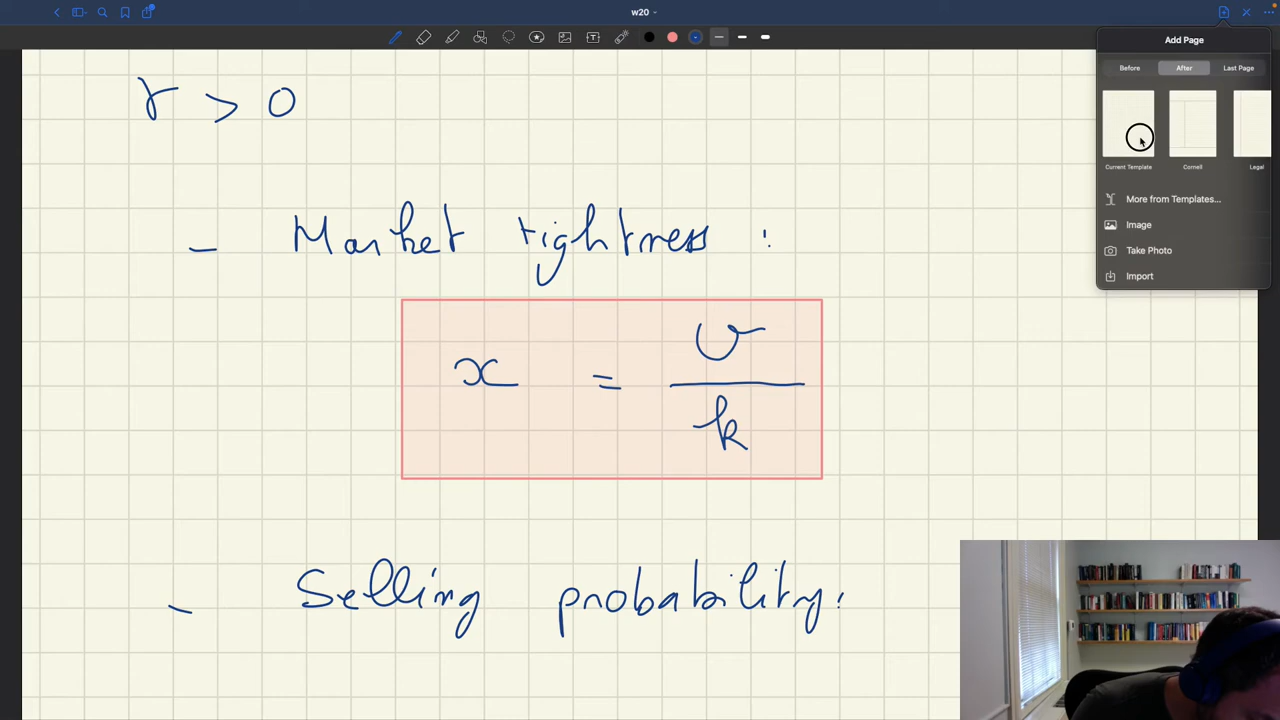 w20
Add Page
Before After Last Page
Current Template Cornell Legal
More from Templates...
Image
Take Photo
Import
γ > 0
- Market tightness :
x = v / k
- Selling probability: